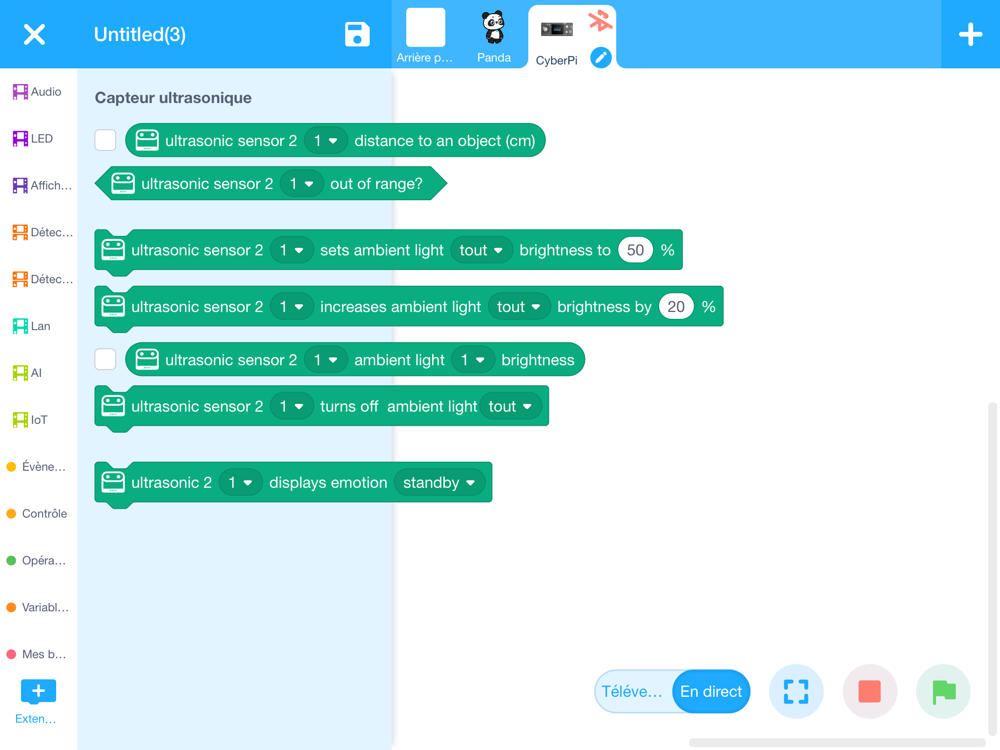 Untitled(3)
Arrière p...
Panda
CyberPi
Audio
LED
Affich...
Détec...
Détec...
Lan
AI
IoT
Évène...
Contrôle
Opéra...
Variabl...
Mes b...
Exten...
Capteur ultrasonique
ultrasonic sensor 2 1 distance to an object (cm)
ultrasonic sensor 2 1 out of range?
ultrasonic sensor 2 1 sets ambient light tout brightness to 50 %
ultrasonic sensor 2 1 increases ambient light tout brightness by 20 %
ultrasonic sensor 2 1 ambient light 1 brightness
ultrasonic sensor 2 1 turns off ambient light tout
ultrasonic 2 1 displays emotion standby
Téléve... En direct